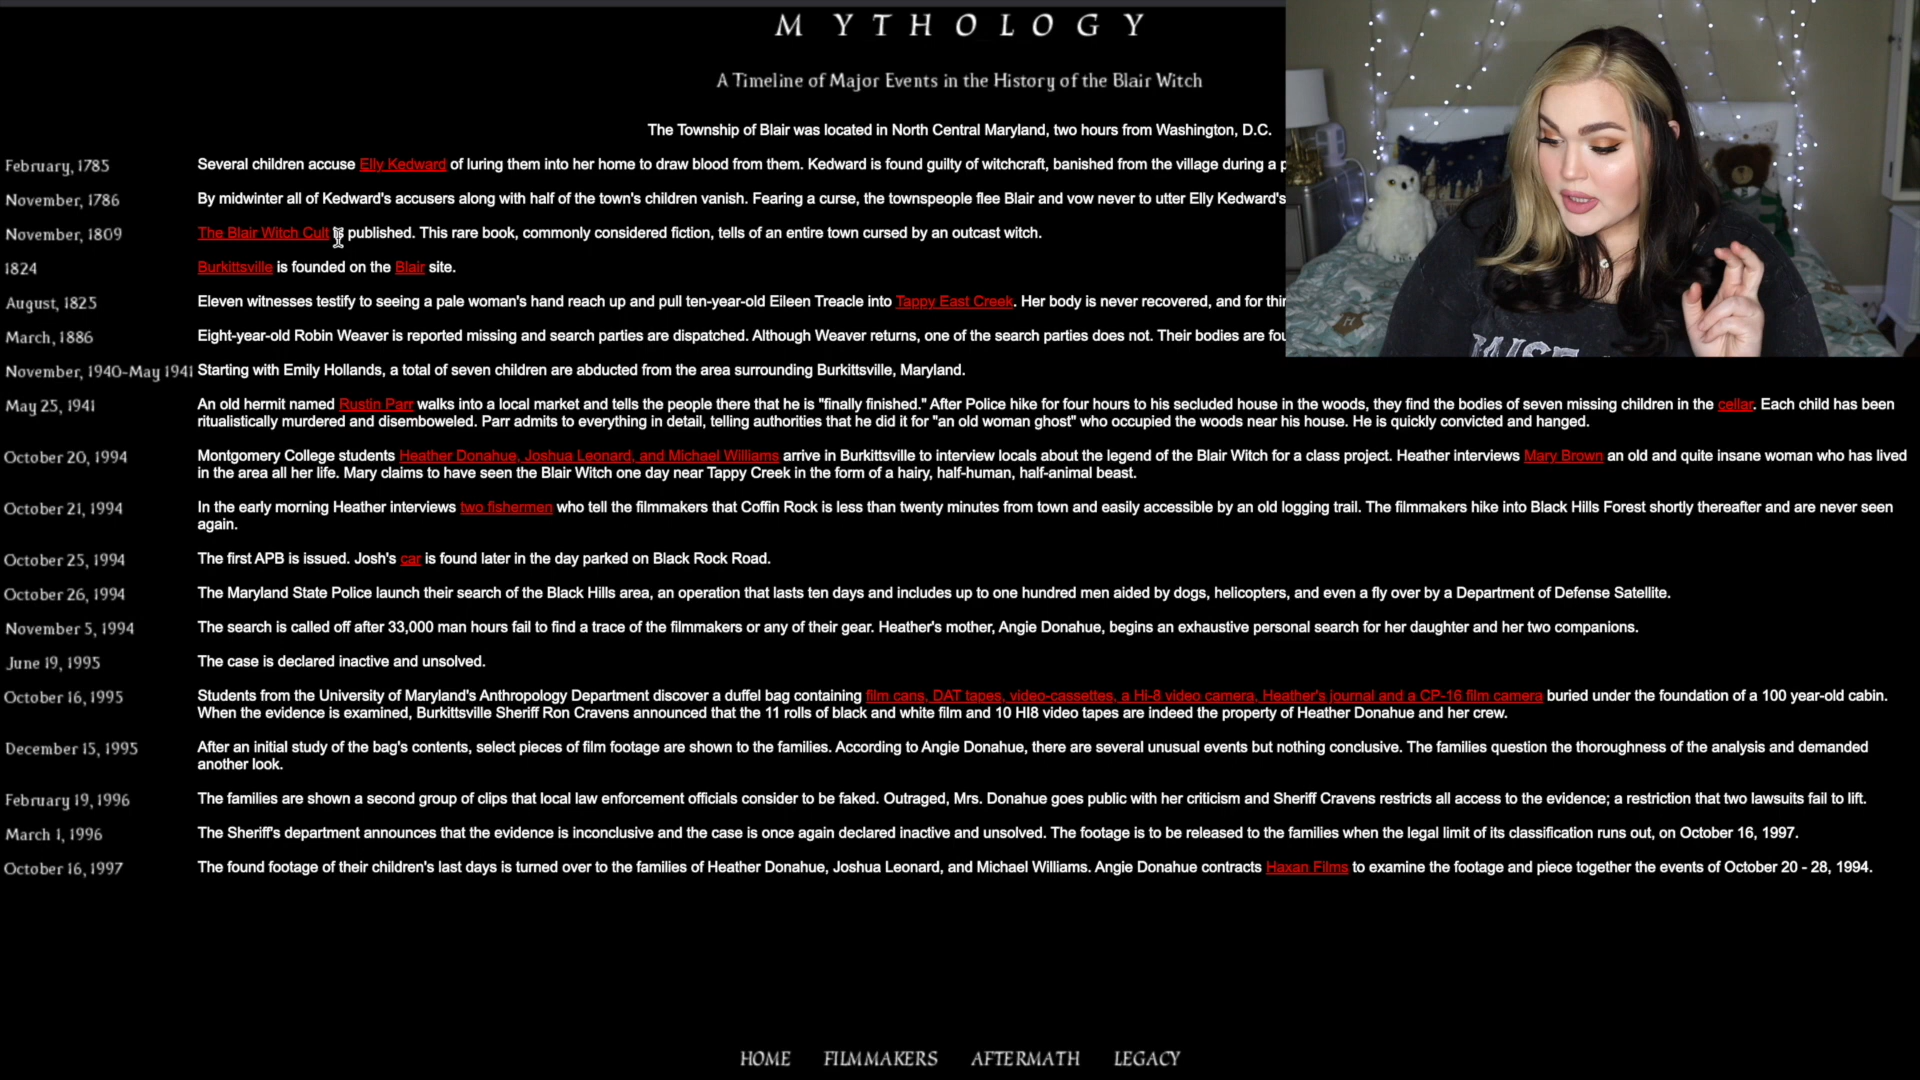 MYTHOLOGY
A Timeline of Major Events in the History of the Blair Witch
The Township of Blair was located in North Central Maryland, two hours from Washington, D.C.
February, 1785 Several children accuse Elly Kedward of luring them into her home to draw blood from them. Kedward is found guilty of witchcraft, banished from the village during a
November, 1786 By midwinter all of Kedward's accusers along with half of the town's children vanish. Fearing a curse, the townspeople flee Blair and vow never to utter Elly Kedward's
November, 1809 The Blair Witch Cult is published. This rare book, commonly considered fiction, tells of an entire town cursed by an outcast witch.
1824 Burkittsville is founded on the Blair site.
August, 1825 Eleven witnesses testify to seeing a pale woman's hand reach up and pull ten-year-old Eileen Treacle into Tappy East Creek. Her body is never recovered, and for
March, 1886 Eight-year-old Robin Weaver is reported missing and search parties are dispatched. Although Weaver returns, one of the search parties does not. Their bodies are
November, 1940-May 1941 Starting with Emily Hollands, a total of seven children are abducted from the area surrounding Burkittsville, Maryland.
May 25, 1941 An old hermit named Rustin Parr walks into a local market and tells the people there that he is "finally finished." After Police hike for four hours to his secluded house in the woods, they find the bodies of seven missing children in the cellar. Each child has been
ritualistically murdered and disemboweled. Parr admits to everything in detail, telling authorities that he did it for "an old woman ghost" who occupied the woods near his house. He is quickly convicted and hanged.
October 20, 1994 Montgomery College students Heather Donahue, Joshua Leonard, and Michael Williams arrive in Burkittsville to interview locals about the legend of the Blair Witch for a class project. Heather interviews Mary Brown an old and quite insane woman who has lived
in the area all her life. Mary claims to have seen the Blair Witch one day near Tappy Creek in the form of a hairy, half-human, half-animal beast.
October 21, 1994 In the early morning Heather interviews two fishermen who tell the filmmakers that Coffin Rock is less than twenty minutes from town and easily accessible by an old logging trail. The filmmakers hike into Black Hills Forest shortly thereafter and are never seen
again.
October 25, 1994 The first APB is issued. Josh's car is found later in the day parked on Black Rock Road.
October 26, 1994 The Maryland State Police launch their search of the Black Hills area, an operation that lasts ten days and includes up to one hundred men aided by dogs, helicopters, and even a fly over by a Department of Defense Satellite.
November 5, 1994 The search is called off after 33,000 man hours fail to find a trace of the filmmakers or any of their gear. Heather's mother, Angie Donahue, begins an exhaustive personal search for her daughter and her two companions.
June 19, 1995 The case is declared inactive and unsolved.
October 16, 1995 Students from the University of Maryland's Anthropology Department discover a duffel bag containing film cans, DAT tapes, video-cassettes, a Hi-8 video camera, Heather's journal and a CP-16 film camera buried under the foundation of a 100 year-old cabin.
When the evidence is examined, Burkittsville Sheriff Ron Cravens announced that the 11 rolls of black and white film and 10 HI8 video tapes are indeed the property of Heather Donahue and her crew.
December 15, 1995 After an initial study of the bag's contents, select pieces of film footage are shown to the families. According to Angie Donahue, there are several unusual events but nothing conclusive. The families question the thoroughness of the analysis and demanded
another look.
February 19, 1996 The families are shown a second group of clips that local law enforcement officials consider to be faked. Outraged, Mrs. Donahue goes public with her criticism and Sheriff Cravens restricts all access to the evidence; a restriction that two lawsuits fail to lift.
March 1, 1996 The Sheriff's department announces that the evidence is inconclusive and the case is once again declared inactive and unsolved. The footage is to be released to the families when the legal limit of its classification runs out, on October 16, 1997.
October 16, 1997 The found footage of their children's last days is turned over to the families of Heather Donahue, Joshua Leonard, and Michael Williams. Angie Donahue contracts Haxan Films to examine the footage and piece together the events of October 20 - 28, 1994.
HOME FILMMAKERS AFTERMATH LEGACY